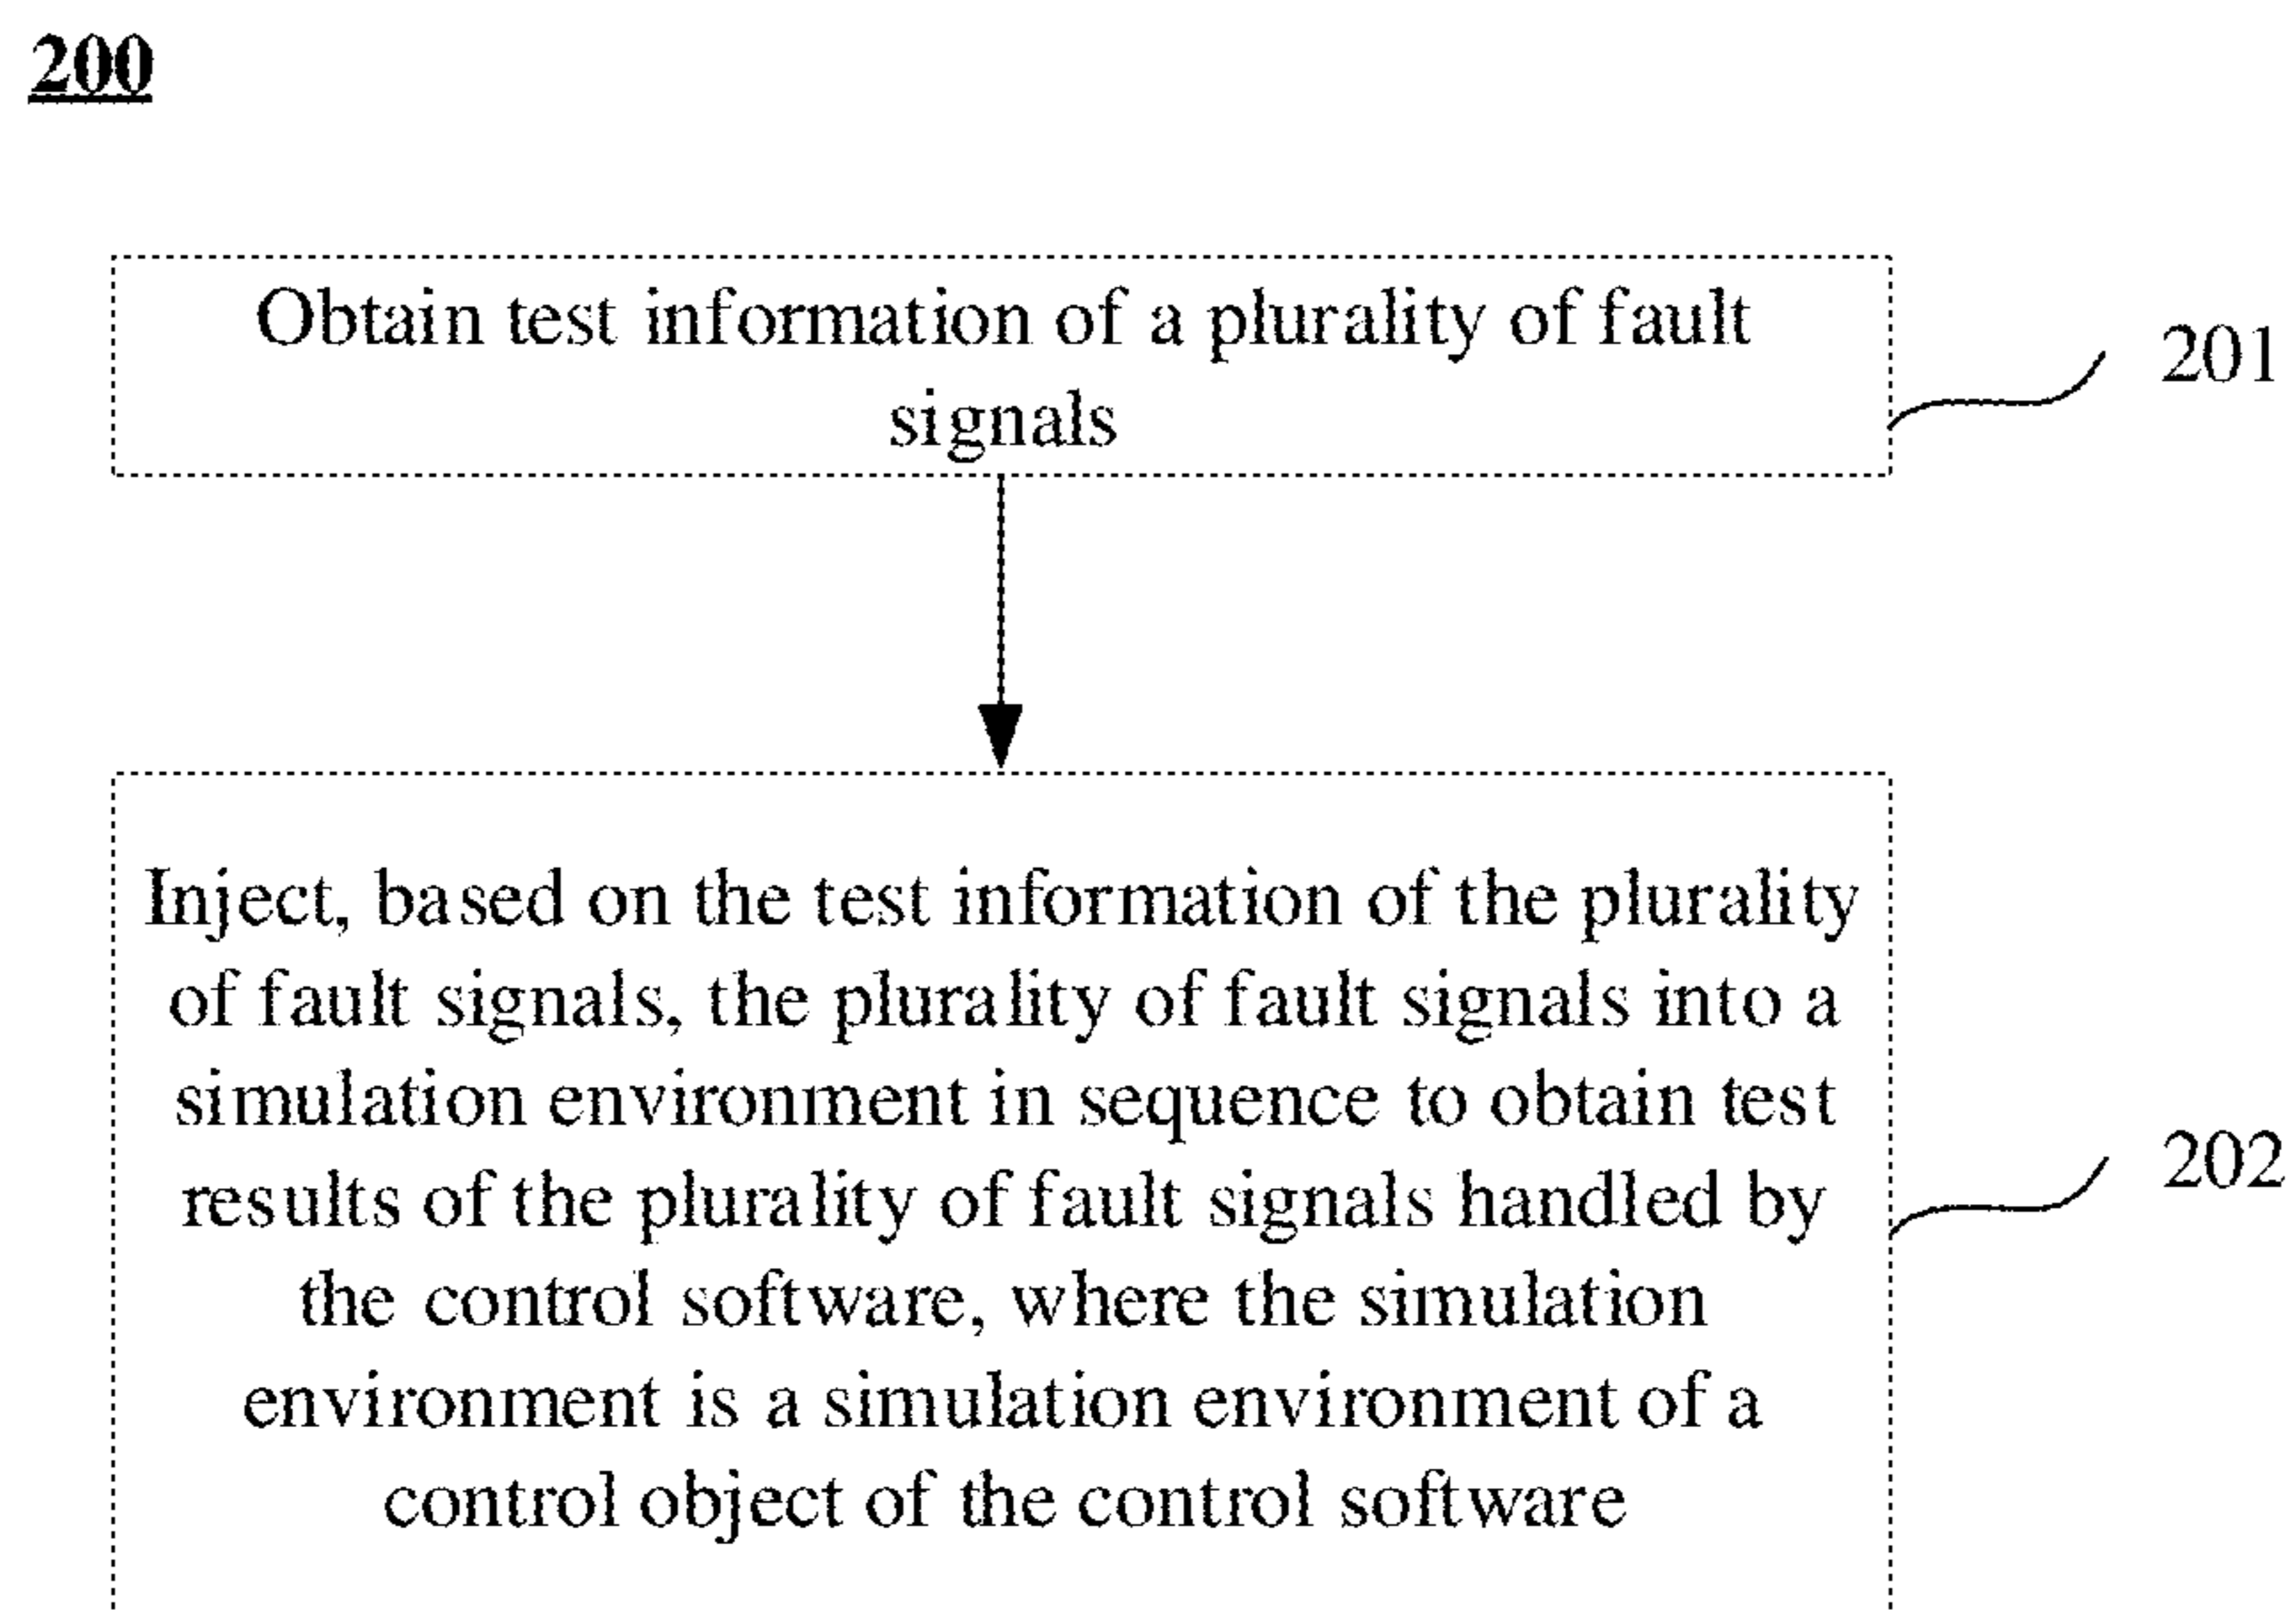 200
Obtain test information of a plurality of fault
signals
201
Inject, based on the test information of the plurality
of fault signals, the plurality of fault signals into a
simulation environment in sequence to obtain test
results of the plurality of fault signals handled by
the control software, where the simulation
environment is a simulation environment of a
control object of the control software
202